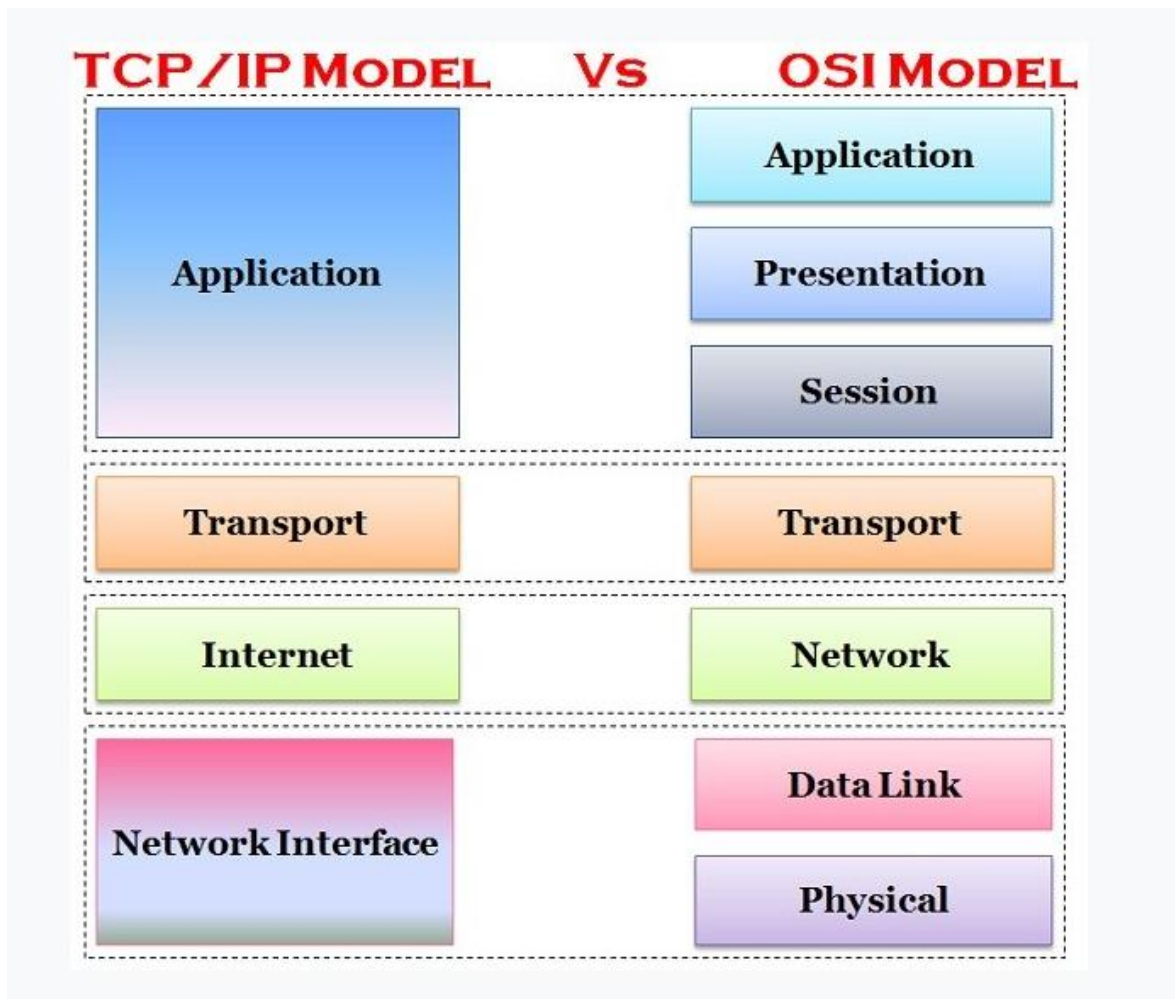 TCP/IP MODEL Vs OSI MODEL
Application
Application
Presentation
Session
Transport
Transport
Internet
Network
Network Interface
Data Link
Physical